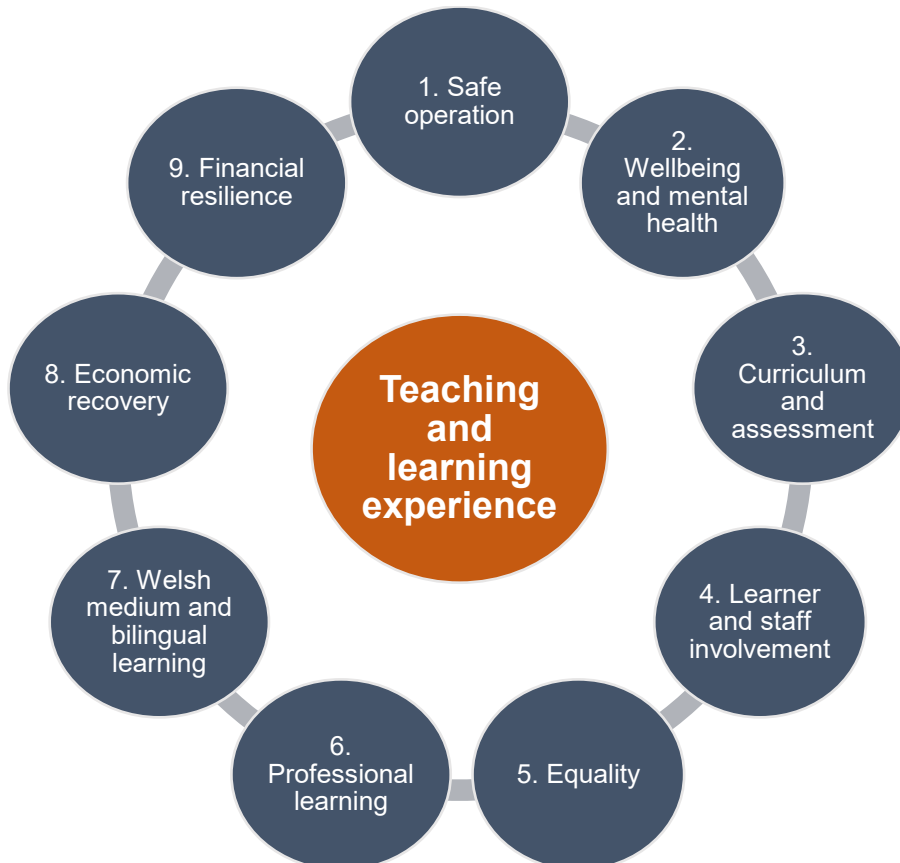 1. Safe
operation
2.
Wellbeing
and mental
health
3.
Curriculum
and
assessment
4. Learner
and staff
involvement
5. Equality
6.
Professional
learning
7. Welsh
medium and
bilingual
learning
8. Economic
recovery
9. Financial
resilience
Teaching
and
learning
experience